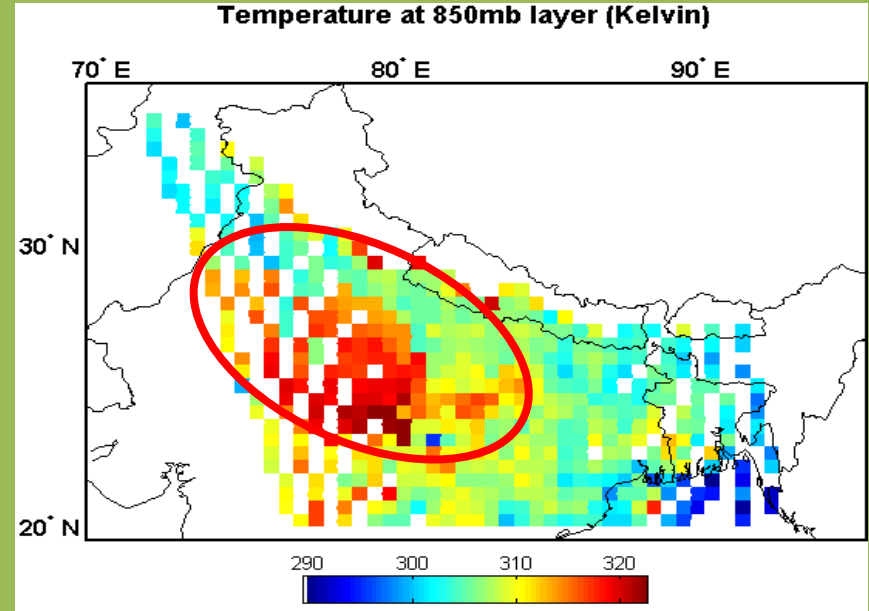 Temperature at 850mb layer (Kelvin)
70° E 80° E 90° E
30° N
20° N
290 300 310 320